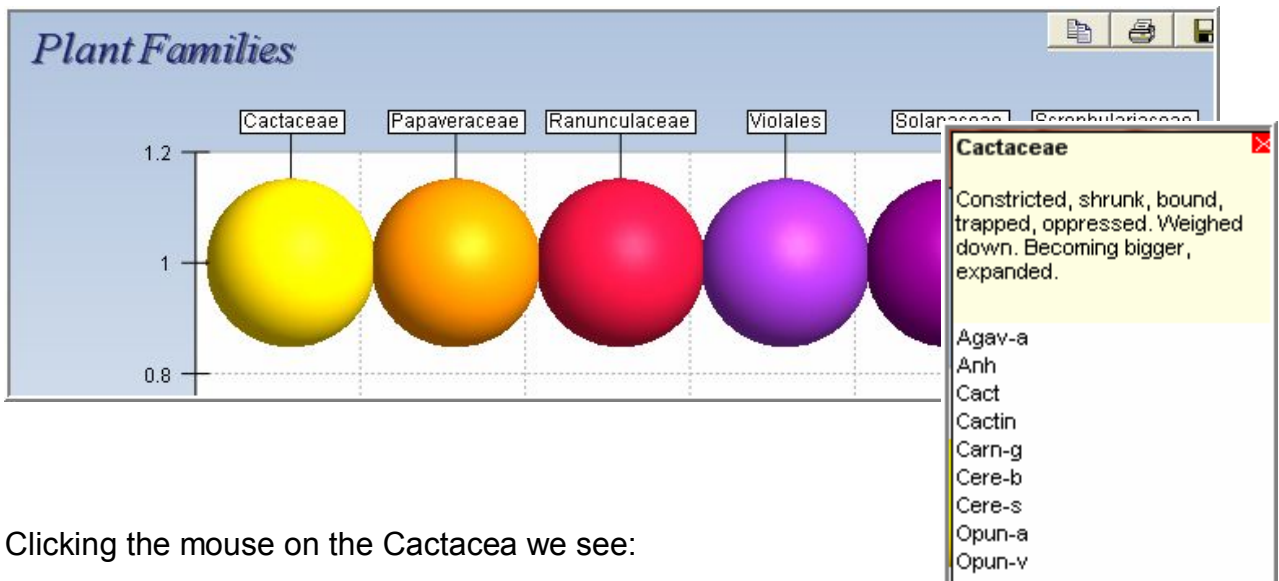 Plant Families
Cactaceae Papaveraceae Ranunculaceae Violales Solanaceae Scrophulariaceae
1.2
1
0.8
Cactaceae
Constricted, shrunk, bound,
trapped, oppressed. Weighed
down. Becoming bigger,
expanded.
Agav-a
Anh
Cact
Cactin
Carn-g
Cere-b
Cere-s
Opun-a
Opun-v
Clicking the mouse on the Cactacea we see: